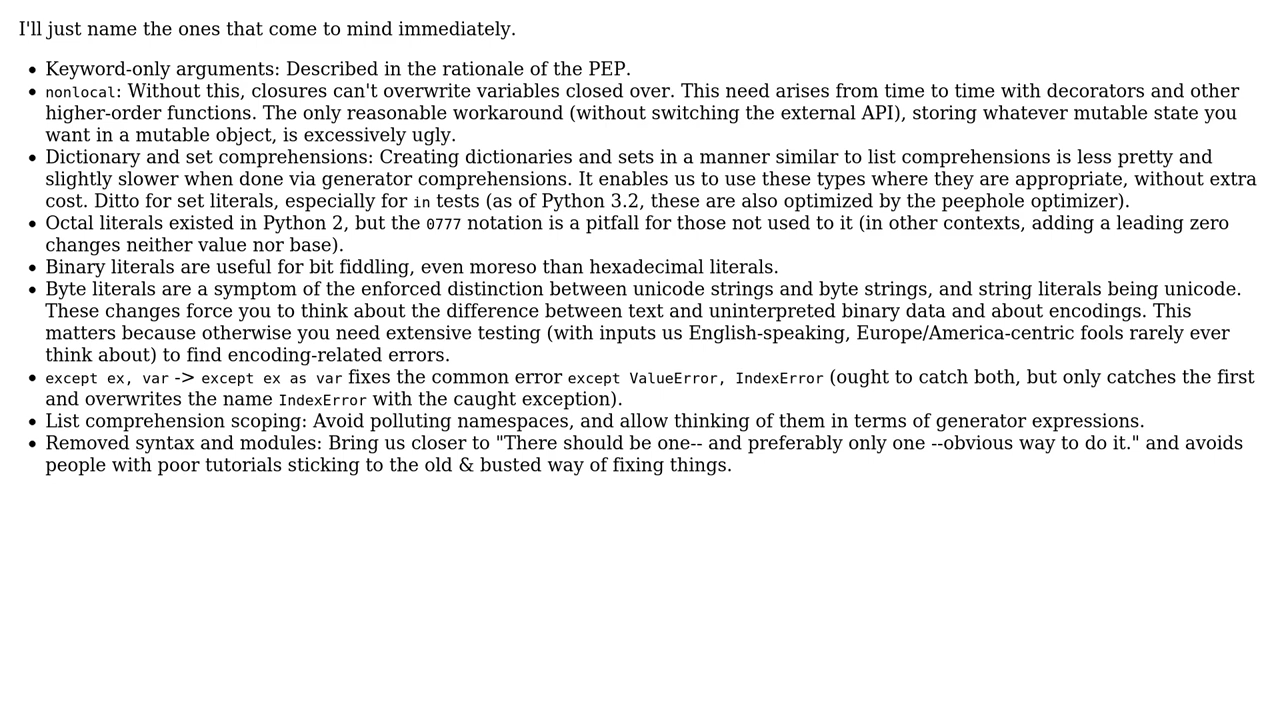 I'll just name the ones that come to mind immediately.
• Keyword-only arguments: Described in the rationale of the PEP.
• nonlocal: Without this, closures can't overwrite variables closed over. This need arises from time to time with decorators and other
higher-order functions. The only reasonable workaround (without switching the external API), storing whatever mutable state you
want in a mutable object, is excessively ugly.
• Dictionary and set comprehensions: Creating dictionaries and sets in a manner similar to list comprehensions is less pretty and
slightly slower when done via generator comprehensions. It enables us to use these types where they are appropriate, without extra
cost. Ditto for set literals, especially for in tests (as of Python 3.2, these are also optimized by the peephole optimizer).
• Octal literals existed in Python 2, but the 0777 notation is a pitfall for those not used to it (in other contexts, adding a leading zero
changes neither value nor base).
• Binary literals are useful for bit fiddling, even moreso than hexadecimal literals.
• Byte literals are a symptom of the enforced distinction between unicode strings and byte strings, and string literals being unicode.
These changes force you to think about the difference between text and uninterpreted binary data and about encodings. This
matters because otherwise you need extensive testing (with inputs us English-speaking, Europe/America-centric fools rarely ever
think about) to find encoding-related errors.
• except ex, var -> except ex as var fixes the common error except ValueError, IndexError (ought to catch both, but only catches the first
and overwrites the name IndexError with the caught exception).
• List comprehension scoping: Avoid polluting namespaces, and allow thinking of them in terms of generator expressions.
• Removed syntax and modules: Bring us closer to "There should be one-- and preferably only one --obvious way to do it." and avoids
people with poor tutorials sticking to the old & busted way of fixing things.